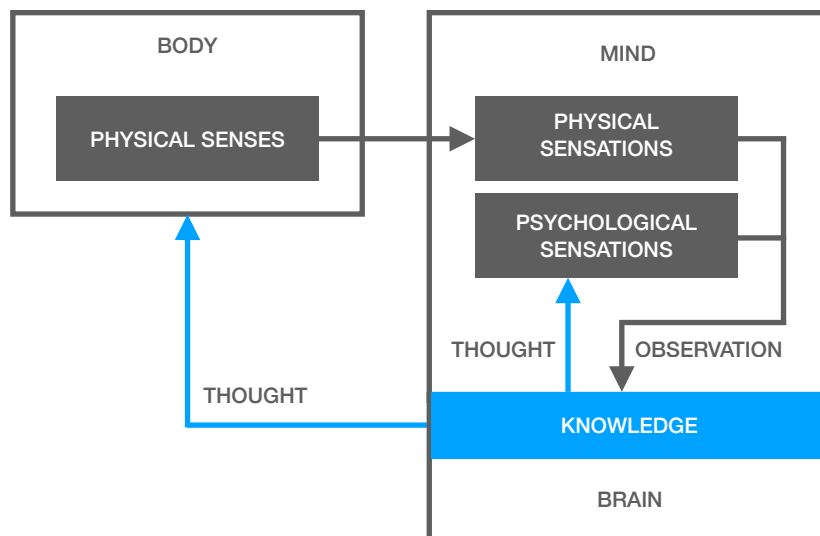 BODY
MIND
PHYSICAL SENSES
PHYSICAL
SENSATIONS
PSYCHOLOGICAL
SENSATIONS
THOUGHT
OBSERVATION
THOUGHT
KNOWLEDGE
BRAIN